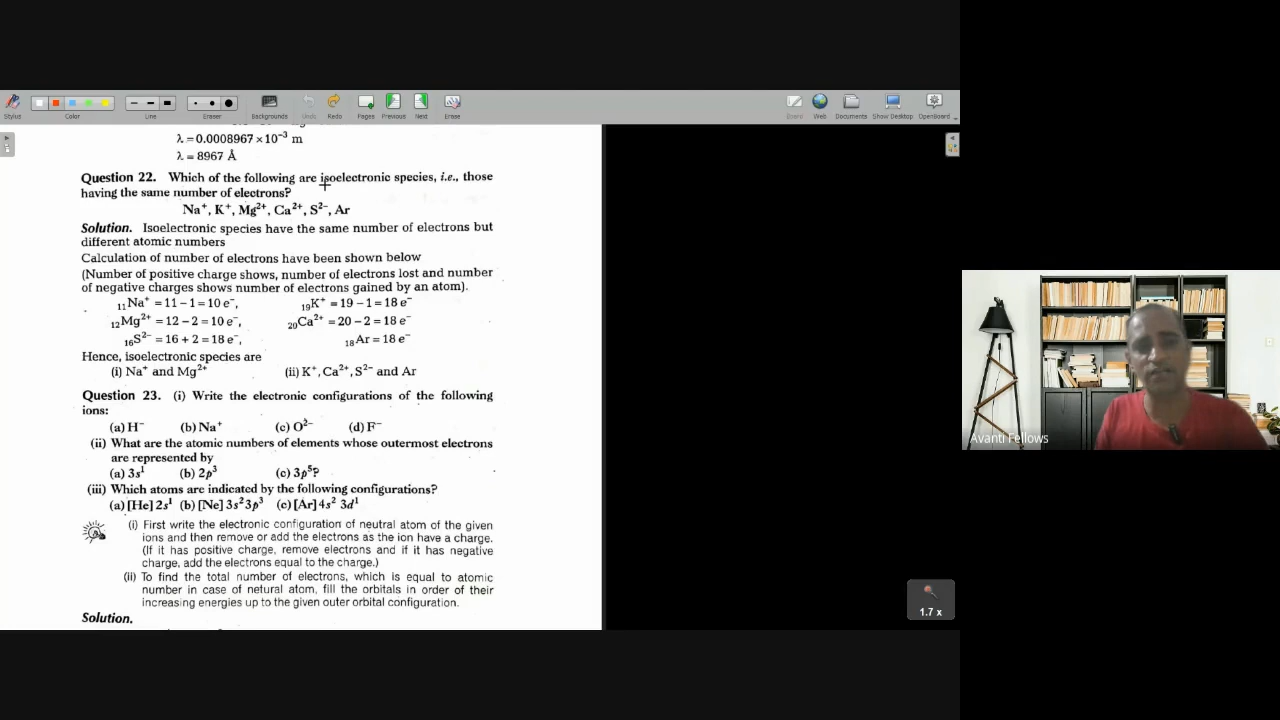 Stylus
Color
Line
Eraser
Backgrounds
Undo
Redo
Pages
Previous
Next
Erase
Board
Web
Documents
Show Desktop
OpenBoard
λ = 0.0008967 × 10⁻³ m
λ = 8967 Å
Question 22. Which of the following are isoelectronic species, i.e., those
having the same number of electrons?
Na⁺, K⁺, Mg²⁺, Ca²⁺, S²⁻, Ar
Solution. Isoelectronic species have the same number of electrons but
different atomic numbers
Calculation of number of electrons have been shown below
(Number of positive charge shows, number of electrons lost and number
of negative charges shows number of electrons gained by an atom).
₁₁Na⁺ = 11 − 1 = 10 e⁻, ₁₉K⁺ = 19 − 1 = 18 e⁻
₁₂Mg²⁺ = 12 − 2 = 10 e⁻, ₂₀Ca²⁺ = 20 − 2 = 18 e⁻
₁₆S²⁻ = 16 + 2 = 18 e⁻, ₁₈Ar = 18 e⁻
Hence, isoelectronic species are
(i) Na⁺ and Mg²⁺ (ii) K⁺, Ca²⁺, S²⁻ and Ar
Question 23. (i) Write the electronic configurations of the following
ions:
(a) H⁻ (b) Na⁺ (c) O²⁻ (d) F⁻
(ii) What are the atomic numbers of elements whose outermost electrons
are represented by
(a) 3s¹ (b) 2p³ (c) 3p⁵?
(iii) Which atoms are indicated by the following configurations?
(a) [He] 2s¹ (b) [Ne] 3s² 3p³ (c) [Ar] 4s² 3d¹
(i) First write the electronic configuration of neutral atom of the given
ions and then remove or add the electrons as the ion have a charge.
(If it has positive charge, remove electrons and if it has negative
charge, add the electrons equal to the charge.)
(ii) To find the total number of electrons, which is equal to atomic
number in case of netural atom, fill the orbitals in order of their
increasing energies up to the given outer orbital configuration.
Solution.
1.7 x
Avanti Fellows